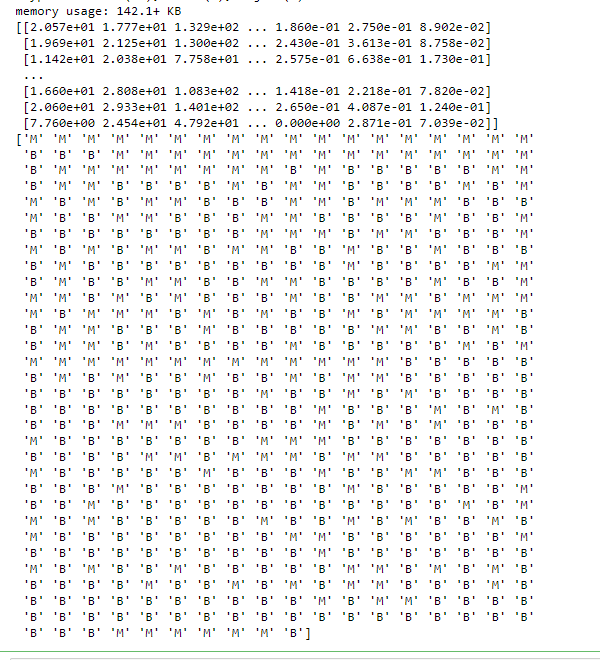 memory usage: 142.1+ KB
[[2.057e+01 1.777e+01 1.329e+02 ... 1.860e-01 2.750e-01 8.902e-02]
[1.969e+01 2.125e+01 1.300e+02 ... 2.430e-01 3.613e-01 8.758e-02]
[1.142e+01 2.038e+01 7.758e+01 ... 2.575e-01 6.638e-01 1.730e-01]
...
[1.660e+01 2.808e+01 1.083e+02 ... 1.418e-01 2.218e-01 7.820e-02]
[2.060e+01 2.933e+01 1.401e+02 ... 2.650e-01 4.087e-01 1.240e-01]
[7.760e+00 2.454e+01 4.792e+01 ... 0.000e+00 2.871e-01 7.039e-02]]
['M' 'M' 'M' 'M' 'M' 'M' 'M' 'M' 'M' 'M' 'M' 'M' 'M' 'M' 'M' 'M' 'M' 'M'
'B' 'B' 'B' 'M' 'M' 'M' 'M' 'M' 'M' 'M' 'M' 'M' 'M' 'M' 'M' 'M' 'M' 'M'
'B' 'M' 'M' 'M' 'M' 'M' 'M' 'M' 'M' 'B' 'M' 'B' 'B' 'B' 'B' 'B' 'M' 'M'
'B' 'M' 'M' 'B' 'B' 'B' 'B' 'M' 'B' 'M' 'M' 'B' 'B' 'B' 'B' 'M' 'B' 'M'
'M' 'B' 'M' 'B' 'M' 'M' 'B' 'B' 'B' 'M' 'M' 'B' 'M' 'M' 'M' 'B' 'B' 'B'
'M' 'B' 'B' 'M' 'M' 'B' 'B' 'B' 'M' 'M' 'B' 'B' 'B' 'B' 'M' 'B' 'B' 'M'
'B' 'B' 'B' 'B' 'B' 'B' 'B' 'B' 'M' 'M' 'M' 'B' 'M' 'M' 'B' 'B' 'B' 'M'
'M' 'B' 'M' 'B' 'M' 'M' 'B' 'M' 'M' 'B' 'B' 'M' 'B' 'B' 'M' 'B' 'B' 'B'
'B' 'M' 'B' 'B' 'B' 'B' 'B' 'B' 'B' 'B' 'B' 'M' 'B' 'B' 'B' 'B' 'M' 'M'
'B' 'M' 'B' 'B' 'M' 'M' 'B' 'B' 'M' 'M' 'B' 'B' 'B' 'B' 'M' 'B' 'B' 'M'
'M' 'M' 'B' 'M' 'B' 'M' 'B' 'B' 'B' 'M' 'B' 'B' 'M' 'M' 'B' 'M' 'M' 'M'
'M' 'B' 'M' 'M' 'M' 'B' 'M' 'B' 'M' 'B' 'B' 'M' 'B' 'M' 'M' 'M' 'M' 'B'
'B' 'M' 'M' 'B' 'B' 'B' 'M' 'B' 'B' 'B' 'B' 'B' 'M' 'M' 'B' 'B' 'M' 'B'
'B' 'M' 'M' 'B' 'M' 'B' 'B' 'B' 'B' 'M' 'B' 'B' 'B' 'B' 'B' 'M' 'B' 'M'
'M' 'M' 'M' 'M' 'M' 'M' 'M' 'M' 'M' 'M' 'M' 'M' 'M' 'B' 'B' 'B' 'B' 'B'
'B' 'M' 'B' 'M' 'B' 'B' 'M' 'B' 'B' 'M' 'B' 'M' 'M' 'B' 'B' 'B' 'B' 'B'
'B' 'B' 'B' 'B' 'B' 'B' 'B' 'B' 'M' 'B' 'B' 'M' 'B' 'M' 'B' 'B' 'B' 'B'
'B' 'B' 'B' 'B' 'B' 'B' 'B' 'B' 'B' 'B' 'M' 'B' 'B' 'B' 'M' 'B' 'M' 'B'
'B' 'B' 'B' 'M' 'M' 'M' 'B' 'B' 'B' 'B' 'M' 'B' 'M' 'B' 'M' 'B' 'B' 'B'
'M' 'B' 'B' 'B' 'B' 'B' 'B' 'B' 'M' 'M' 'M' 'B' 'B' 'B' 'B' 'B' 'B' 'B'
'B' 'B' 'B' 'B' 'M' 'M' 'B' 'M' 'M' 'M' 'B' 'M' 'M' 'B' 'B' 'B' 'B' 'B'
'M' 'B' 'B' 'B' 'B' 'B' 'M' 'B' 'B' 'B' 'M' 'B' 'B' 'M' 'M' 'B' 'B' 'B'
'B' 'B' 'B' 'M' 'B' 'B' 'B' 'B' 'B' 'B' 'B' 'M' 'B' 'B' 'B' 'B' 'B' 'M'
'B' 'B' 'M' 'B' 'B' 'B' 'B' 'B' 'B' 'B' 'B' 'B' 'B' 'B' 'B' 'M' 'B' 'M'
'M' 'B' 'M' 'B' 'B' 'B' 'B' 'B' 'M' 'B' 'B' 'M' 'B' 'M' 'B' 'B' 'M' 'B'
'M' 'B' 'B' 'B' 'B' 'B' 'B' 'B' 'B' 'M' 'M' 'B' 'B' 'B' 'B' 'B' 'B' 'M'
'B' 'B' 'B' 'B' 'B' 'B' 'B' 'B' 'B' 'B' 'M' 'B' 'B' 'B' 'B' 'B' 'B' 'B'
'M' 'B' 'M' 'B' 'B' 'M' 'B' 'B' 'B' 'B' 'B' 'M' 'M' 'B' 'M' 'B' 'M' 'B'
'B' 'B' 'B' 'B' 'M' 'B' 'B' 'M' 'B' 'M' 'B' 'M' 'M' 'B' 'B' 'B' 'M' 'B'
'B' 'B' 'B' 'B' 'B' 'B' 'B' 'B' 'B' 'B' 'M' 'B' 'M' 'M' 'B' 'B' 'B' 'B'
'B' 'B' 'B' 'B' 'B' 'B' 'B' 'B' 'B' 'B' 'B' 'B' 'B' 'B' 'B' 'B' 'B' 'B'
'B' 'B' 'B' 'M' 'M' 'M' 'M' 'M' 'M' 'B']